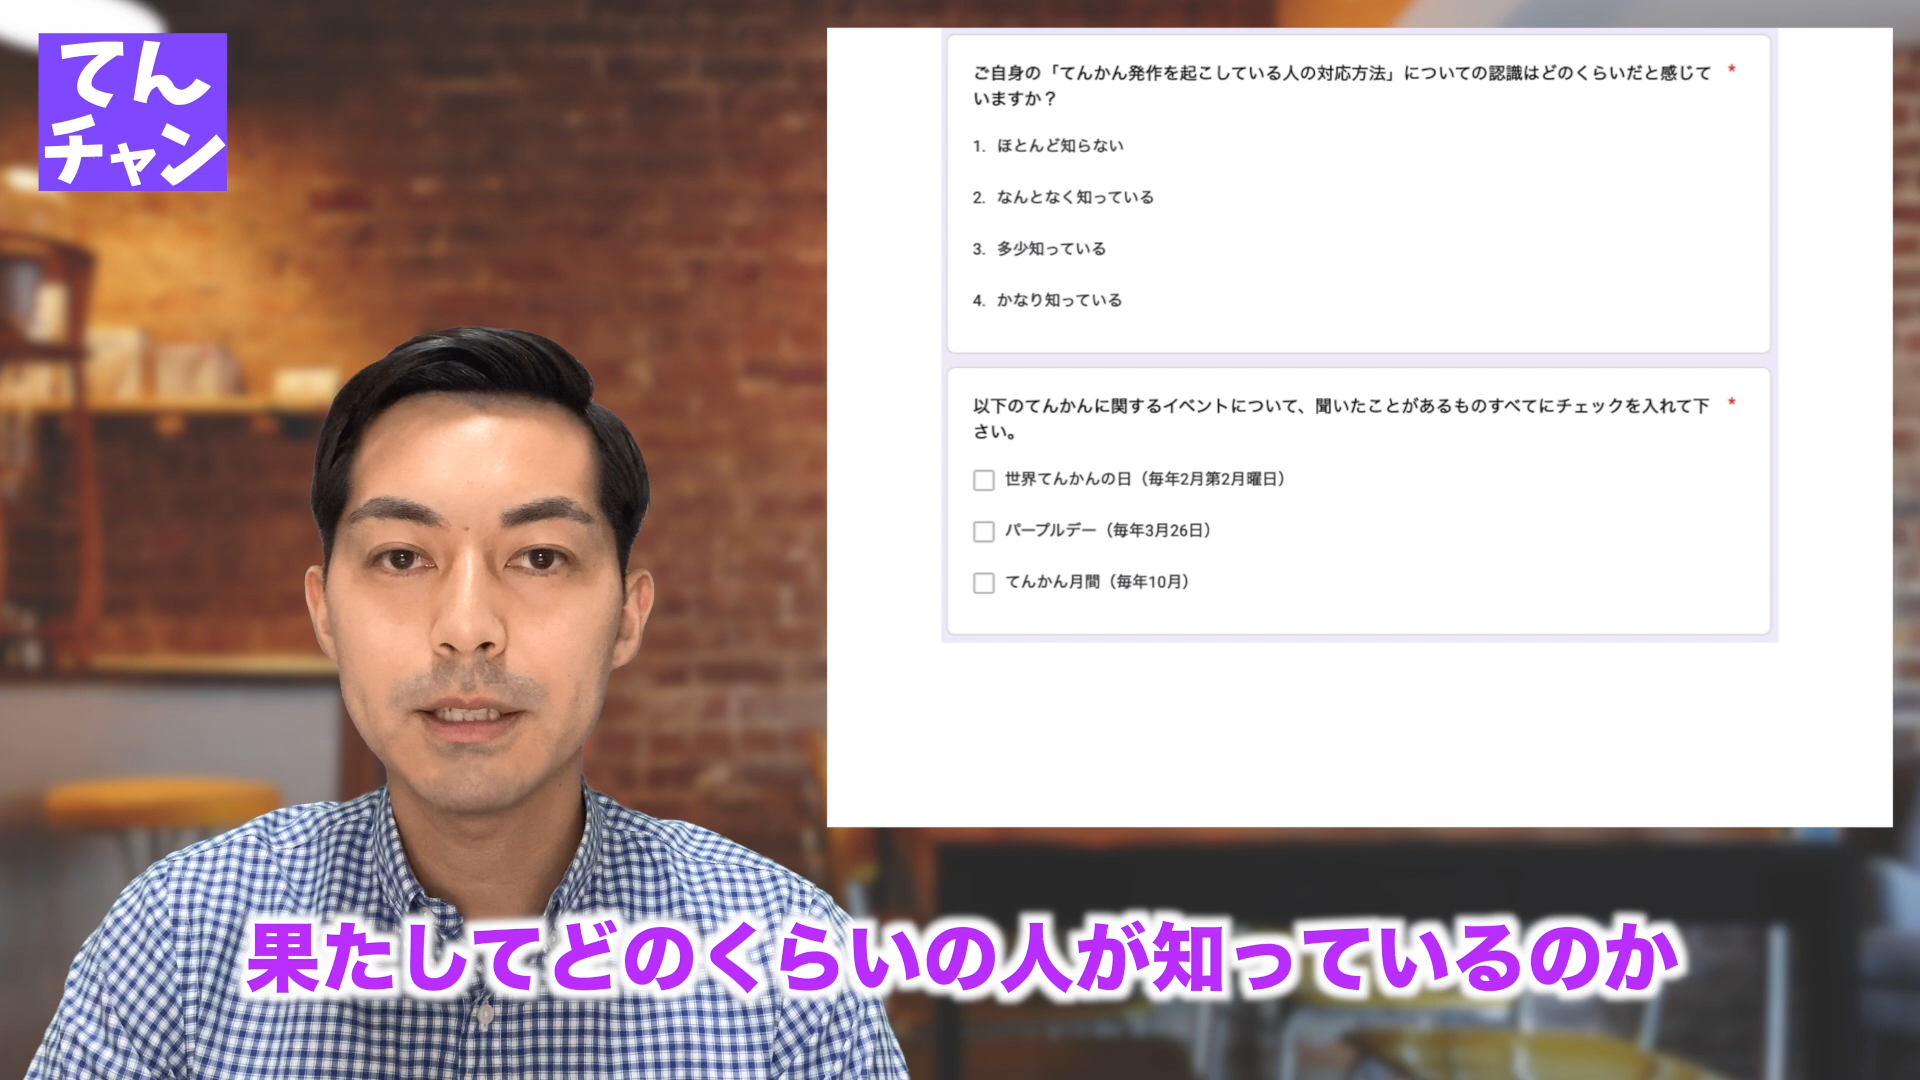 てん
チャン
ご自身の「てんかん発作を起こしている人の対応方法」についての認識はどのくらいだと感じて *
いますか？
1. ほとんど知らない
2. なんとなく知っている
3. 多少知っている
4. かなり知っている
以下のてんかんに関するイベントについて、聞いたことがあるものすべてにチェックを入れて下 *
さい。
世界てんかんの日（毎年2月第2月曜日）
パープルデー（毎年3月26日）
てんかん月間（毎年10月）
果たしてどのくらいの人が知っているのか